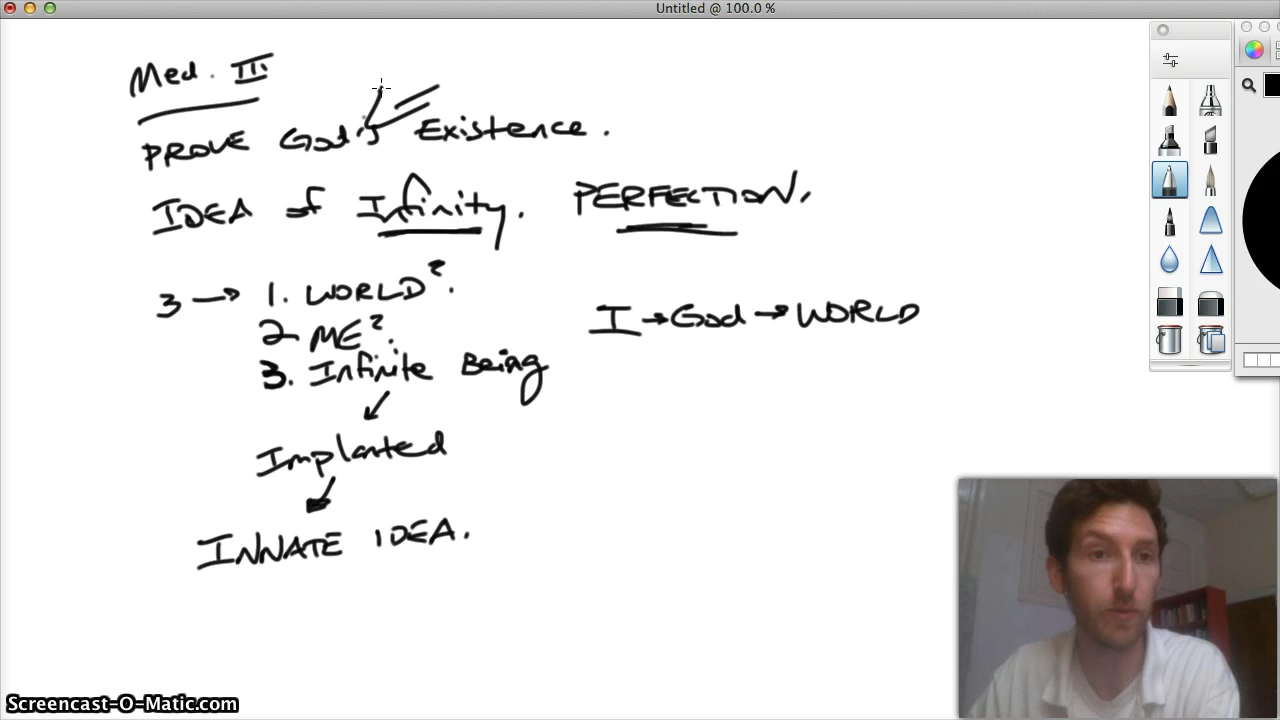 Untitled @ 100.0 %
Med. III
PROVE God's Existence.
IDEA of Infinity. PERFECTION.
3 → 1. WORLD?.
2 ME?.
3. Infinite Being
I → God → WORLD
Implanted
INNATE IDEA.
Screencast-O-Matic.com